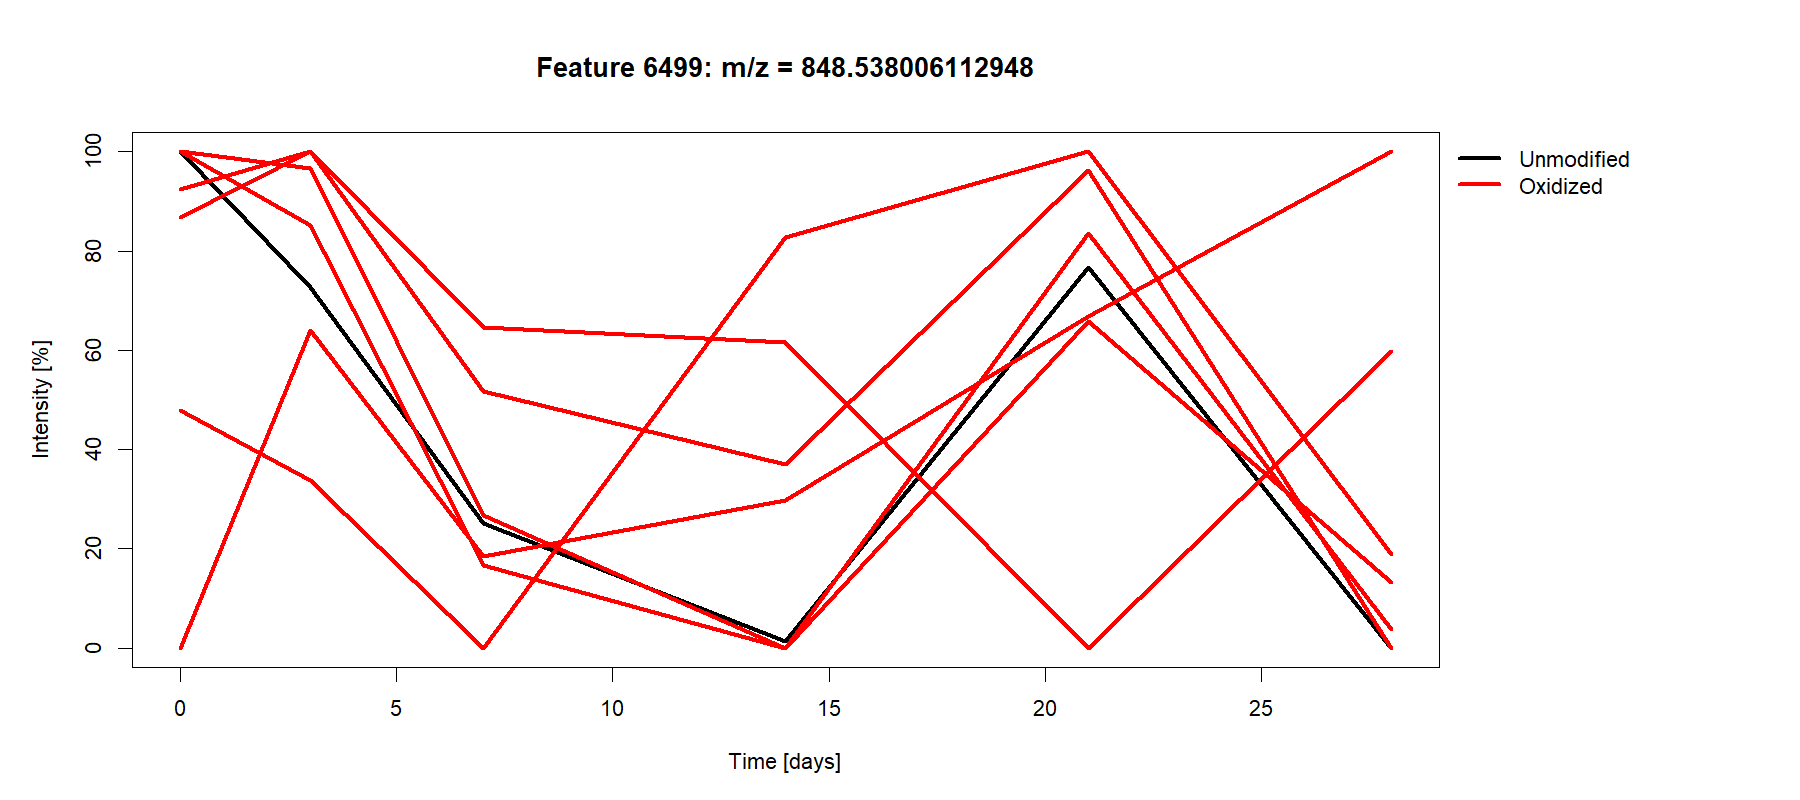 Feature 6499: m/z = 848.538006112948
Unmodified
Oxidized
Intensity [%]
100
80
60
40
20
0
0 5 10 15 20 25
Time [days]